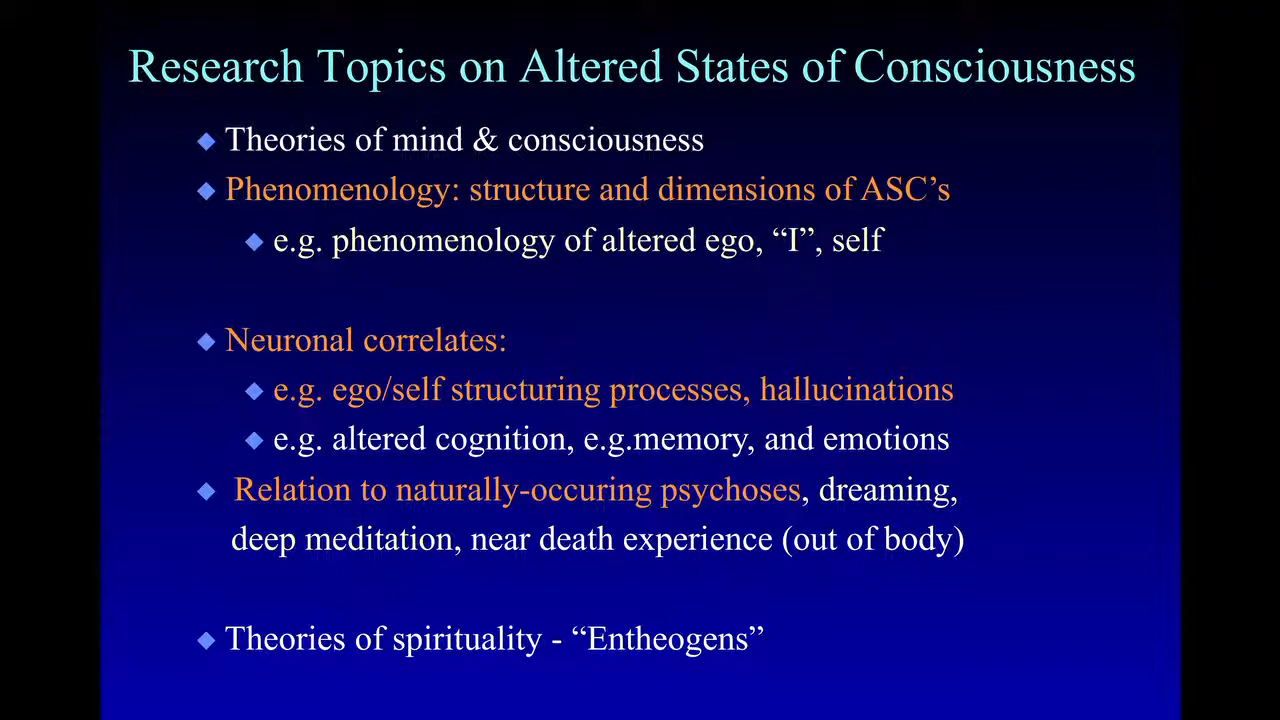 Research Topics on Altered States of Consciousness
Theories of mind & consciousness
Phenomenology: structure and dimensions of ASC’s
e.g. phenomenology of altered ego, “I”, self
Neuronal correlates:
e.g. ego/self structuring processes, hallucinations
e.g. altered cognition, e.g.memory, and emotions
Relation to naturally-occuring psychoses, dreaming,
deep meditation, near death experience (out of body)
Theories of spirituality - “Entheogens”